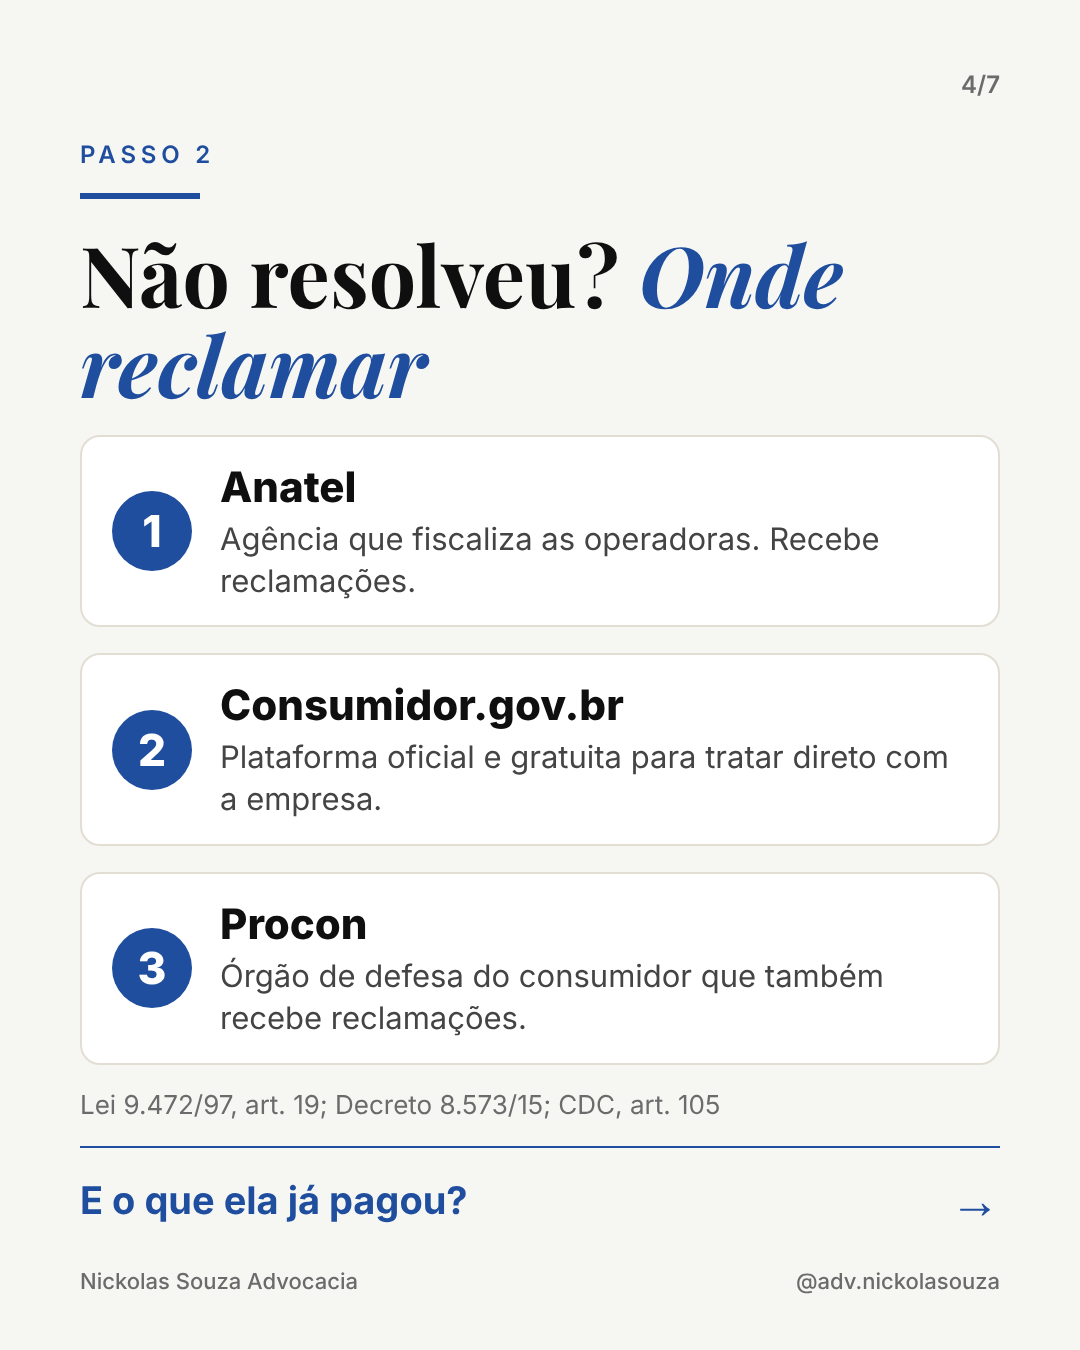 4/7
PASSO 2
Não resolveu? Onde
reclamar
1
Anatel
Agência que fiscaliza as operadoras. Recebe
reclamações.
2
Consumidor.gov.br
Plataforma oficial e gratuita para tratar direto com
a empresa.
3
Procon
Órgão de defesa do consumidor que também
recebe reclamações.
Lei 9.472/97, art. 19; Decreto 8.573/15; CDC, art. 105
E o que ela já pagou? →
Nickolas Souza Advocacia @adv.nickolasouza